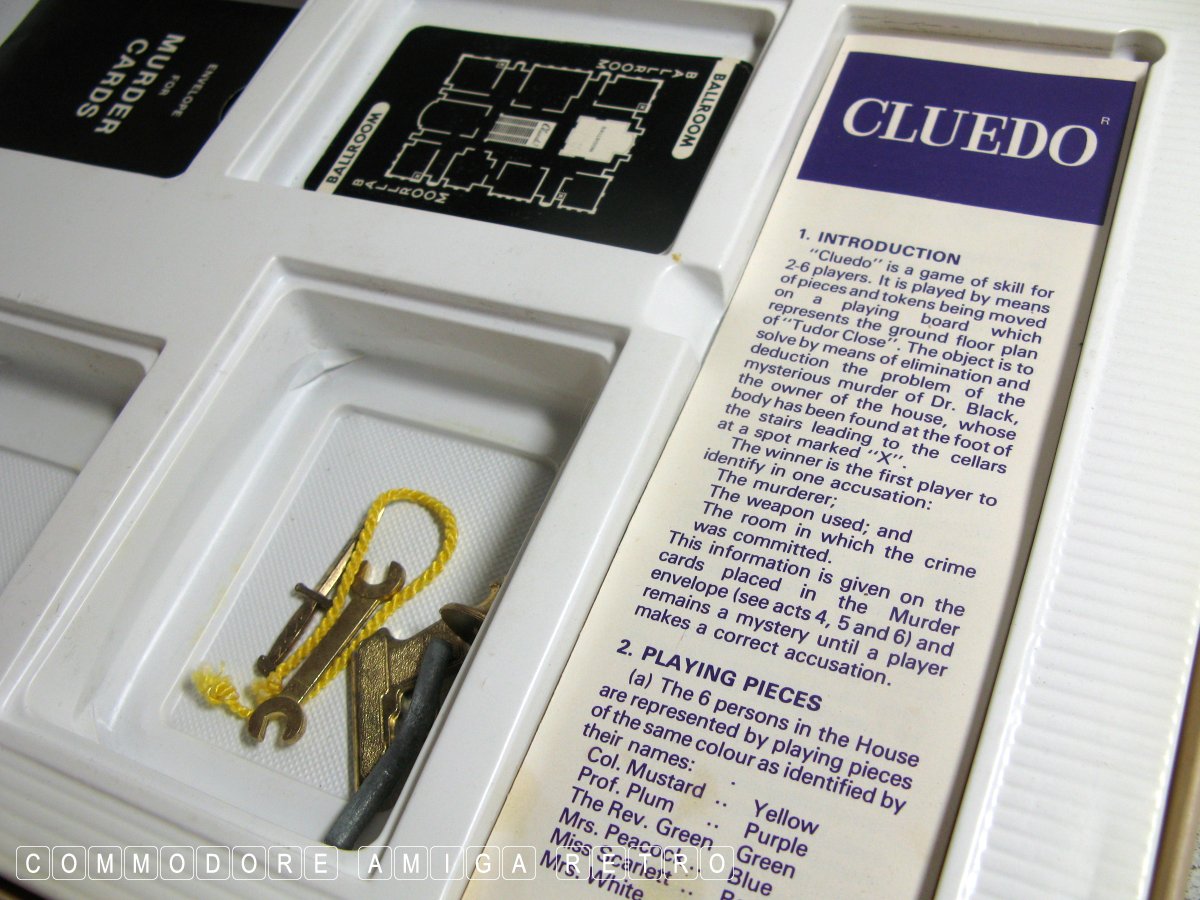 ENVELOPE
FOR
MURDER
CARDS
BALLROOM
BALLROOM
BALLROOM
BALLROOM
CLUEDO
R
1. INTRODUCTION
"Cluedo" is a game of skill for
2-6 players. It is played by means
of pieces and tokens being moved
on a playing board which
represents the ground floor plan
of "Tudor Close". The object is to
solve by means of elimination and
deduction the problem of the
mysterious murder of Dr. Black,
the owner of the house, whose
body has been found at the foot of
the stairs leading to the cellars
at a spot marked "X".
The winner is the first player to
identify in one accusation:
The murderer;
The weapon used; and
The room in which the crime
was committed.
This information is given on the
cards placed in the Murder
envelope (see acts 4, 5 and 6) and
remains a mystery until a player
makes a correct accusation.
2. PLAYING PIECES
(a) The 6 persons in the House
are represented by playing pieces
of the same colour as identified by
their names:
Col. Mustard .. Yellow
Prof. Plum .. Purple
The Rev. Green .. Green
Mrs. Peacock .. Blue
Miss Scarlett ..
Mrs. White
COMMODORE AMIGA RETRO